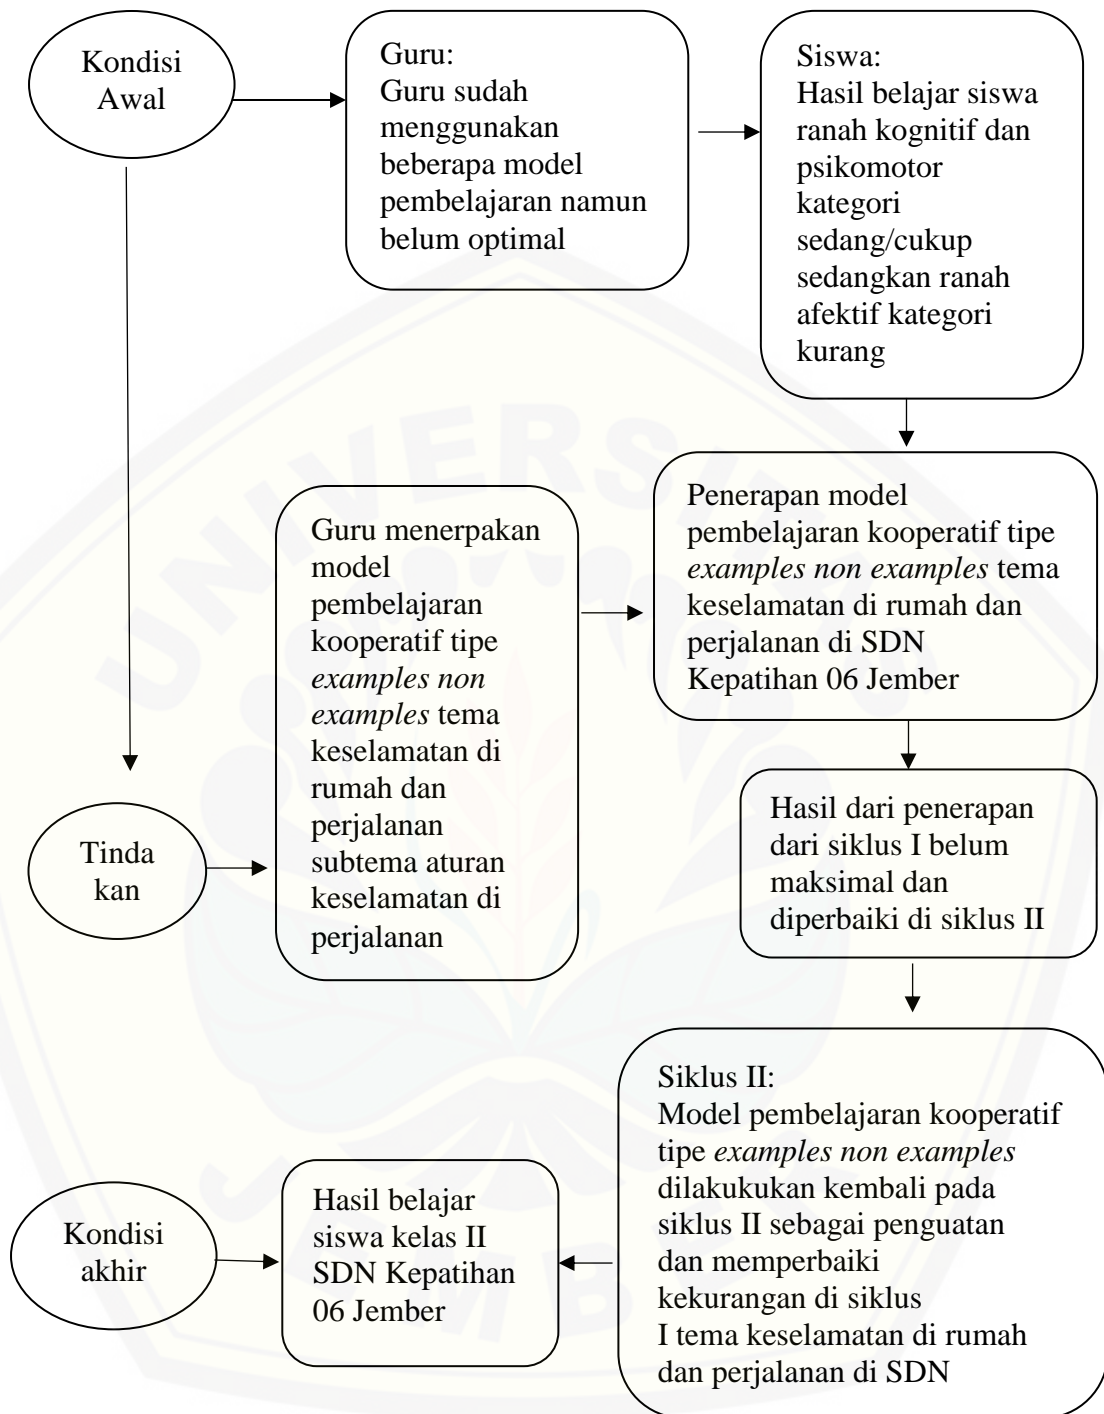 Kondisi
Awal
Guru:
Guru sudah
menggunakan
beberapa model
pembelajaran namun
belum optimal
Siswa:
Hasil belajar siswa
ranah kognitif dan
psikomotor
kategori
sedang/cukup
sedangkan ranah
afektif kategori
kurang
Tinda
kan
Guru menerpakan
model
pembelajaran
kooperatif tipe
examples non
examples tema
keselamatan di
rumah dan
perjalanan
subtema aturan
keselamatan di
perjalanan
Penerapan model
pembelajaran kooperatif tipe
examples non examples tema
keselamatan di rumah dan
perjalanan di SDN
Kepatihan 06 Jember
Hasil dari penerapan
dari siklus I belum
maksimal dan
diperbaiki di siklus II
Siklus II:
Model pembelajaran kooperatif
tipe examples non examples
dilakukukan kembali pada
siklus II sebagai penguatan
dan memperbaiki
kekurangan di siklus
I tema keselamatan di rumah
dan perjalanan di SDN
Kondisi
akhir
Hasil belajar
siswa kelas II
SDN Kepatihan
06 Jember
UNIVERSITAS
JEMBER